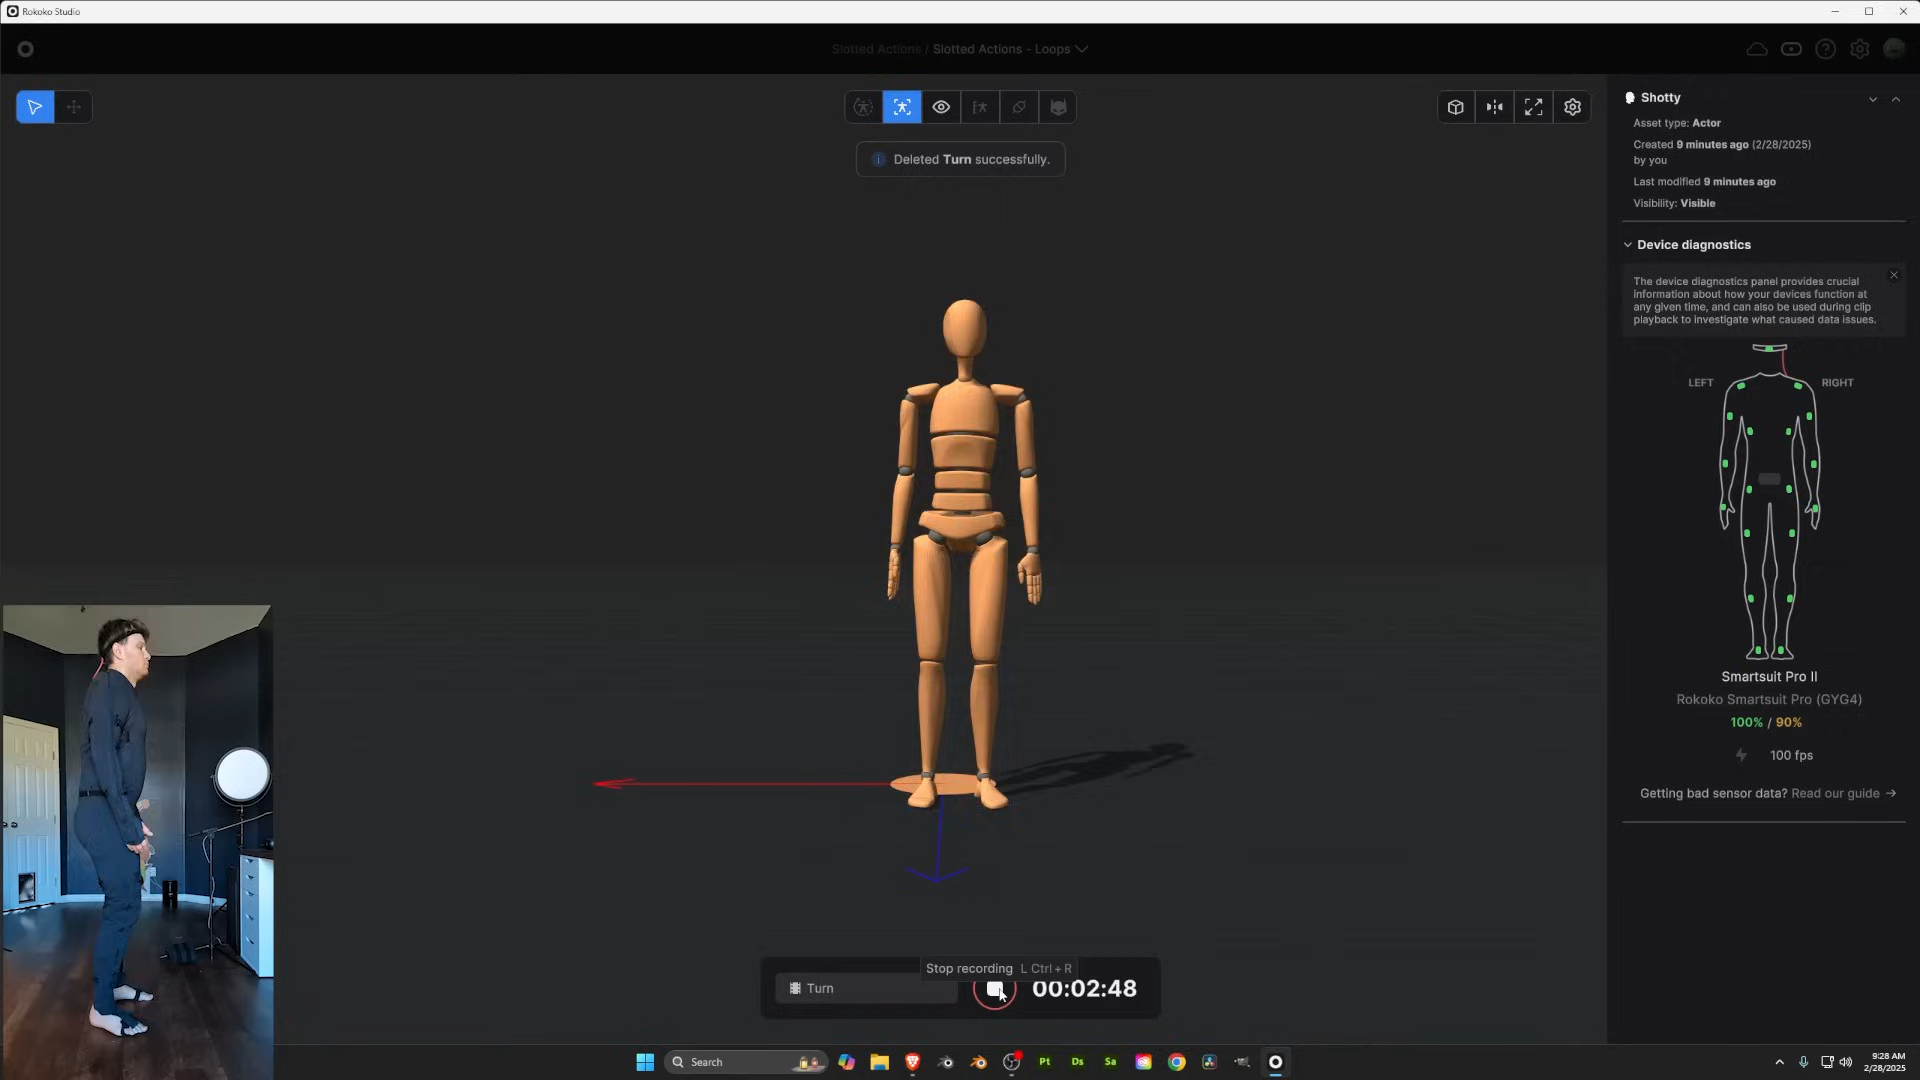 Rokoko Studio
Slotted Actions / Slotted Actions - Loops
Deleted Turn successfully.
Shotty
Asset type: Actor
Created 9 minutes ago (2/28/2025)
by you
Last modified 9 minutes ago
Visibility: Visible
Device diagnostics
The device diagnostics panel provides crucial
information about how your devices function at
any given time, and can also be used during clip
playback to investigate what caused data issues.
LEFT
RIGHT
Smartsuit Pro II
Rokoko Smartsuit Pro (GYG4)
100% / 90%
100 fps
Getting bad sensor data? Read our guide →
Stop recording L Ctrl + R
Turn
00:02:48
Search
Pt
Ds
Sa
9:28 AM
2/28/2025